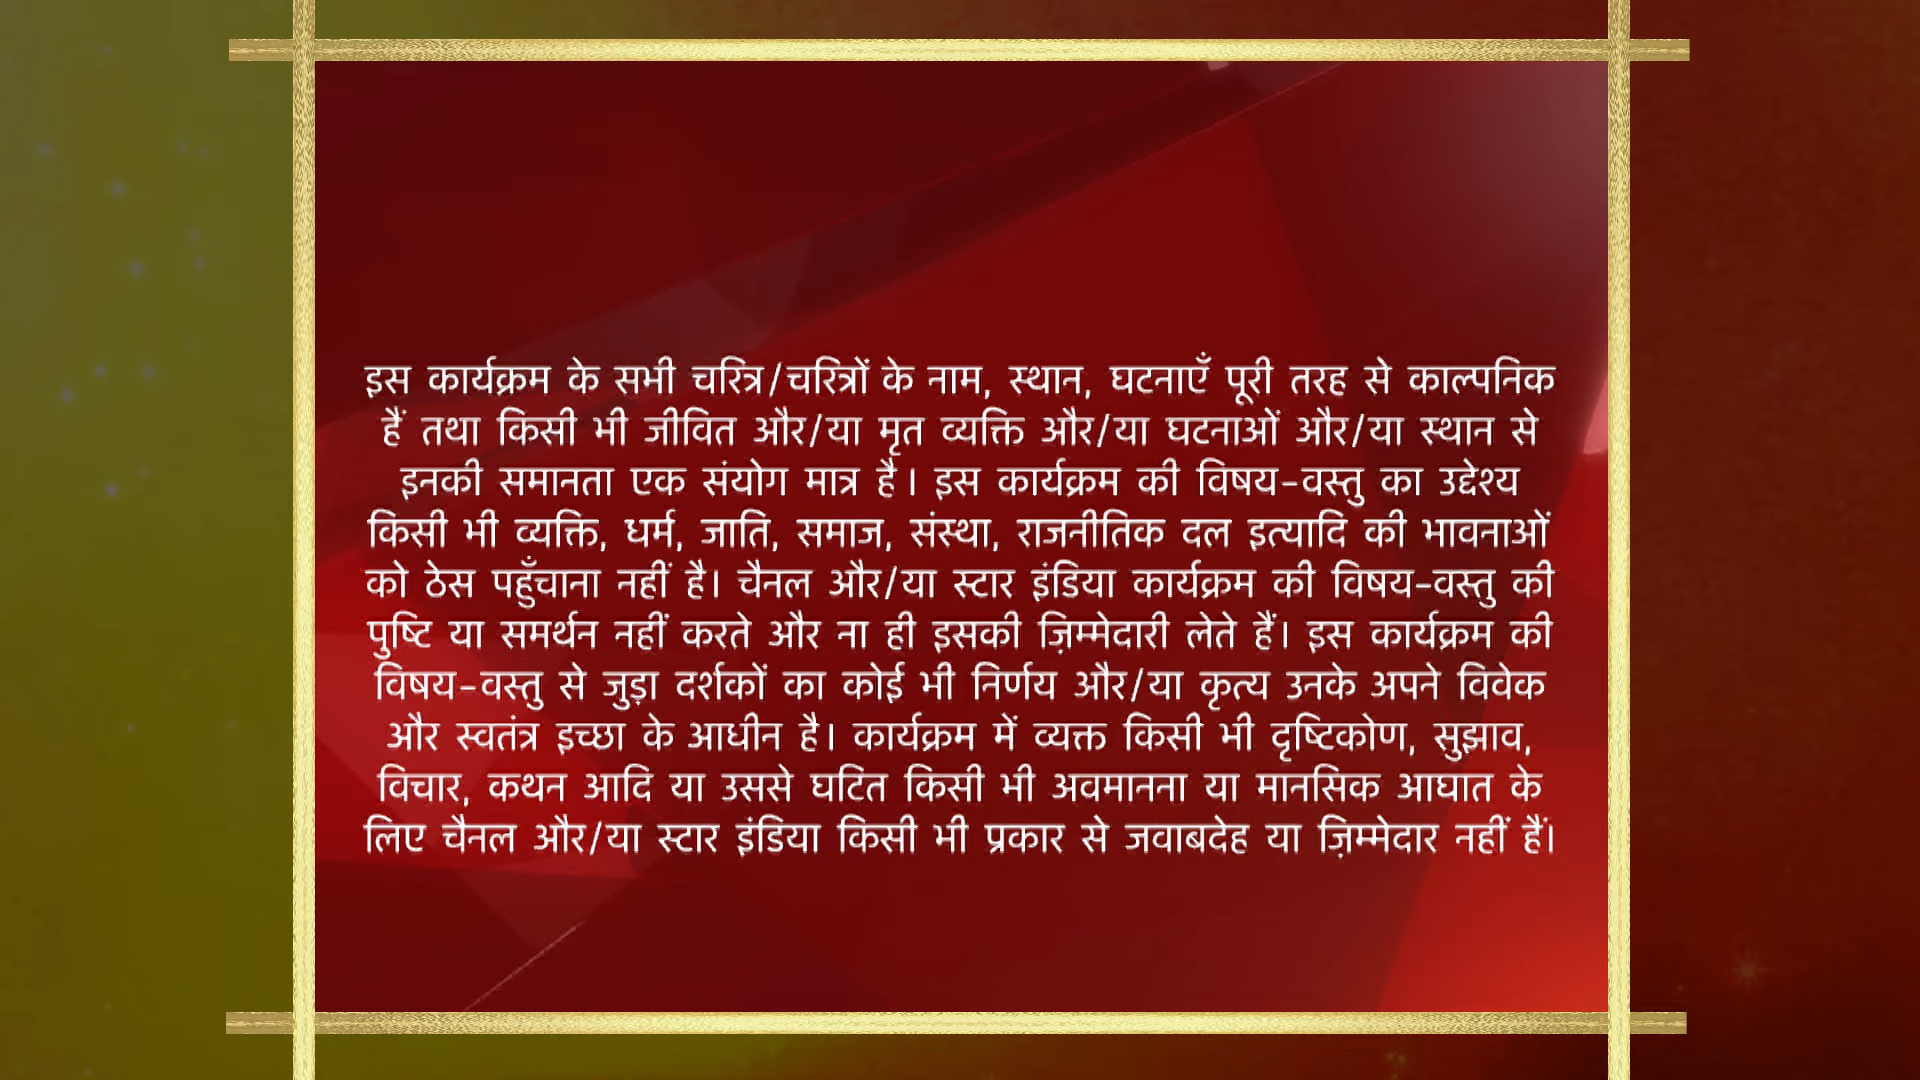 इस कार्यक्रम के सभी चरित्र/चरित्रों के नाम, स्थान, घटनाएँ पूरी तरह से काल्पनिक
हैं तथा किसी भी जीवित और/या मृत व्यक्ति और/या घटनाओं और/या स्थान से
इनकी समानता एक संयोग मात्र है। इस कार्यक्रम की विषय-वस्तु का उद्देश्य
किसी भी व्यक्ति, धर्म, जाति, समाज, संस्था, राजनीतिक दल इत्यादि की भावनाओं
को ठेस पहुँचाना नहीं है। चैनल और/या स्टार इंडिया कार्यक्रम की विषय-वस्तु की
पुष्टि या समर्थन नहीं करते और ना ही इसकी ज़िम्मेदारी लेते हैं। इस कार्यक्रम की
विषय-वस्तु से जुड़ा दर्शकों का कोई भी निर्णय और/या कृत्य उनके अपने विवेक
और स्वतंत्र इच्छा के आधीन है। कार्यक्रम में व्यक्त किसी भी दृष्टिकोण, सुझाव,
विचार, कथन आदि या उससे घटित किसी भी अवमानना या मानसिक आघात के
लिए चैनल और/या स्टार इंडिया किसी भी प्रकार से जवाबदेह या ज़िम्मेदार नहीं हैं।